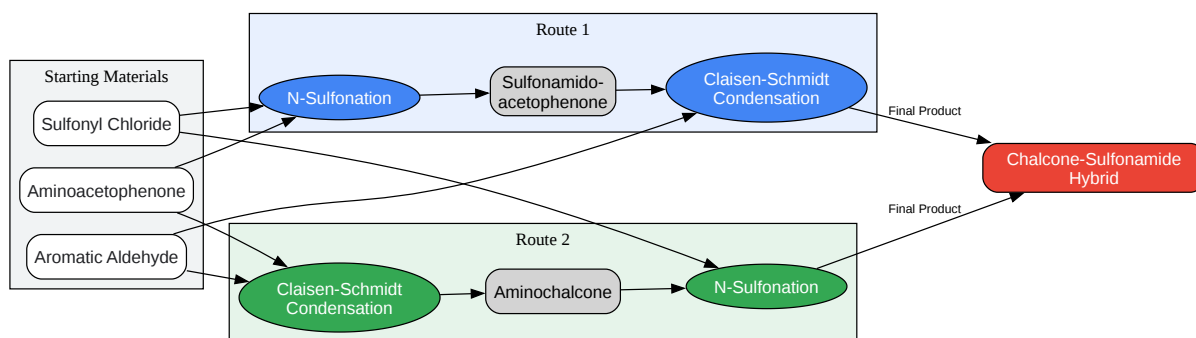 Route 1
Starting Materials
Sulfonyl Chloride
Aminoacetophenone
Aromatic Aldehyde
N-Sulfonation
Sulfonamido-
acetophenone
Claisen-Schmidt
Condensation
Final Product
Chalcone-Sulfonamide
Hybrid
Final Product
Route 2
Claisen-Schmidt
Condensation
Aminochalcone
N-Sulfonation